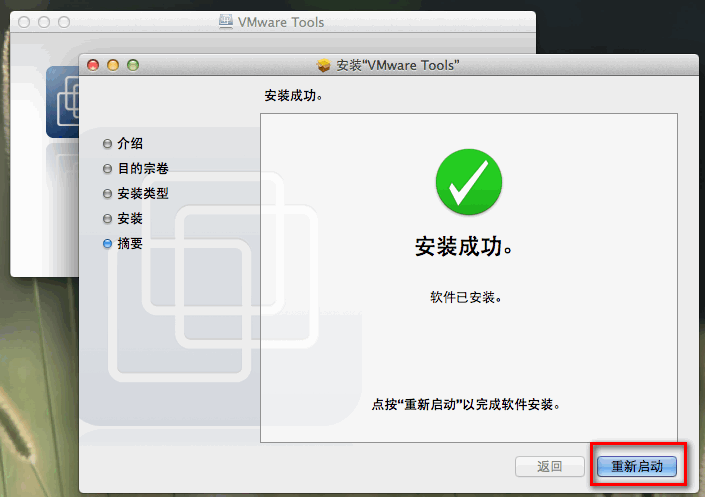 VMware Tools
安装“VMware Tools”
安装成功。
介绍
目的宗卷
安装类型
安装
摘要
安装成功。
软件已安装。
点按“重新启动”以完成软件安装。
返回
重新启动